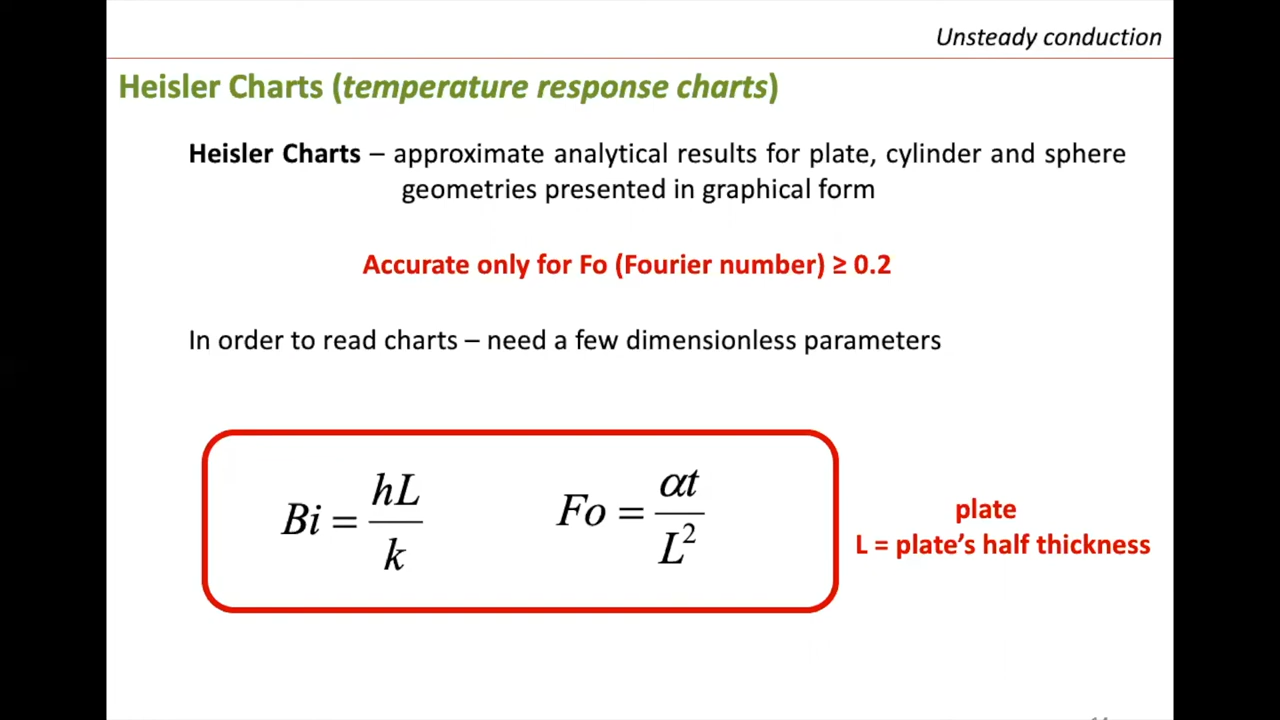 Unsteady conduction
Heisler Charts (temperature response charts)
Heisler Charts – approximate analytical results for plate, cylinder and sphere
geometries presented in graphical form
Accurate only for Fo (Fourier number) ≥ 0.2
In order to read charts – need a few dimensionless parameters
Bi = hL/k
Fo = αt/L²
plate
L = plate’s half thickness